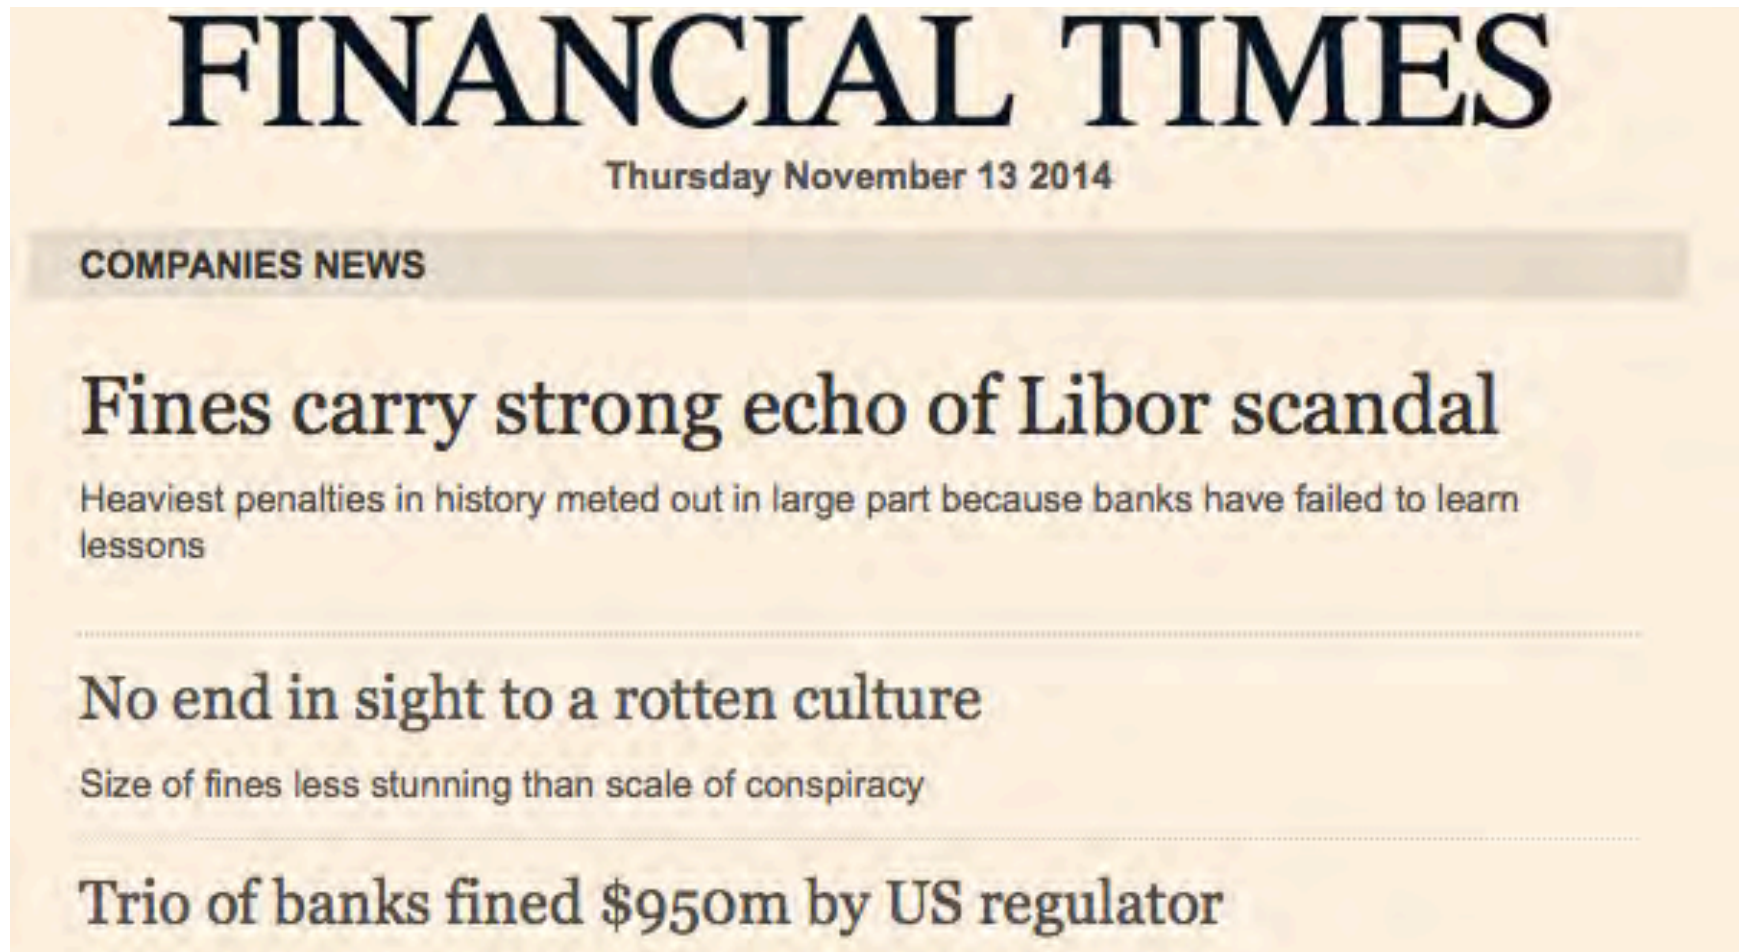 FINANCIAL TIMES
Thursday November 13 2014
COMPANIES NEWS
Fines carry strong echo of Libor scandal
Heaviest penalties in history meted out in large part because banks have failed to learn
lessons
No end in sight to a rotten culture
Size of fines less stunning than scale of conspiracy
Trio of banks fined $950m by US regulator